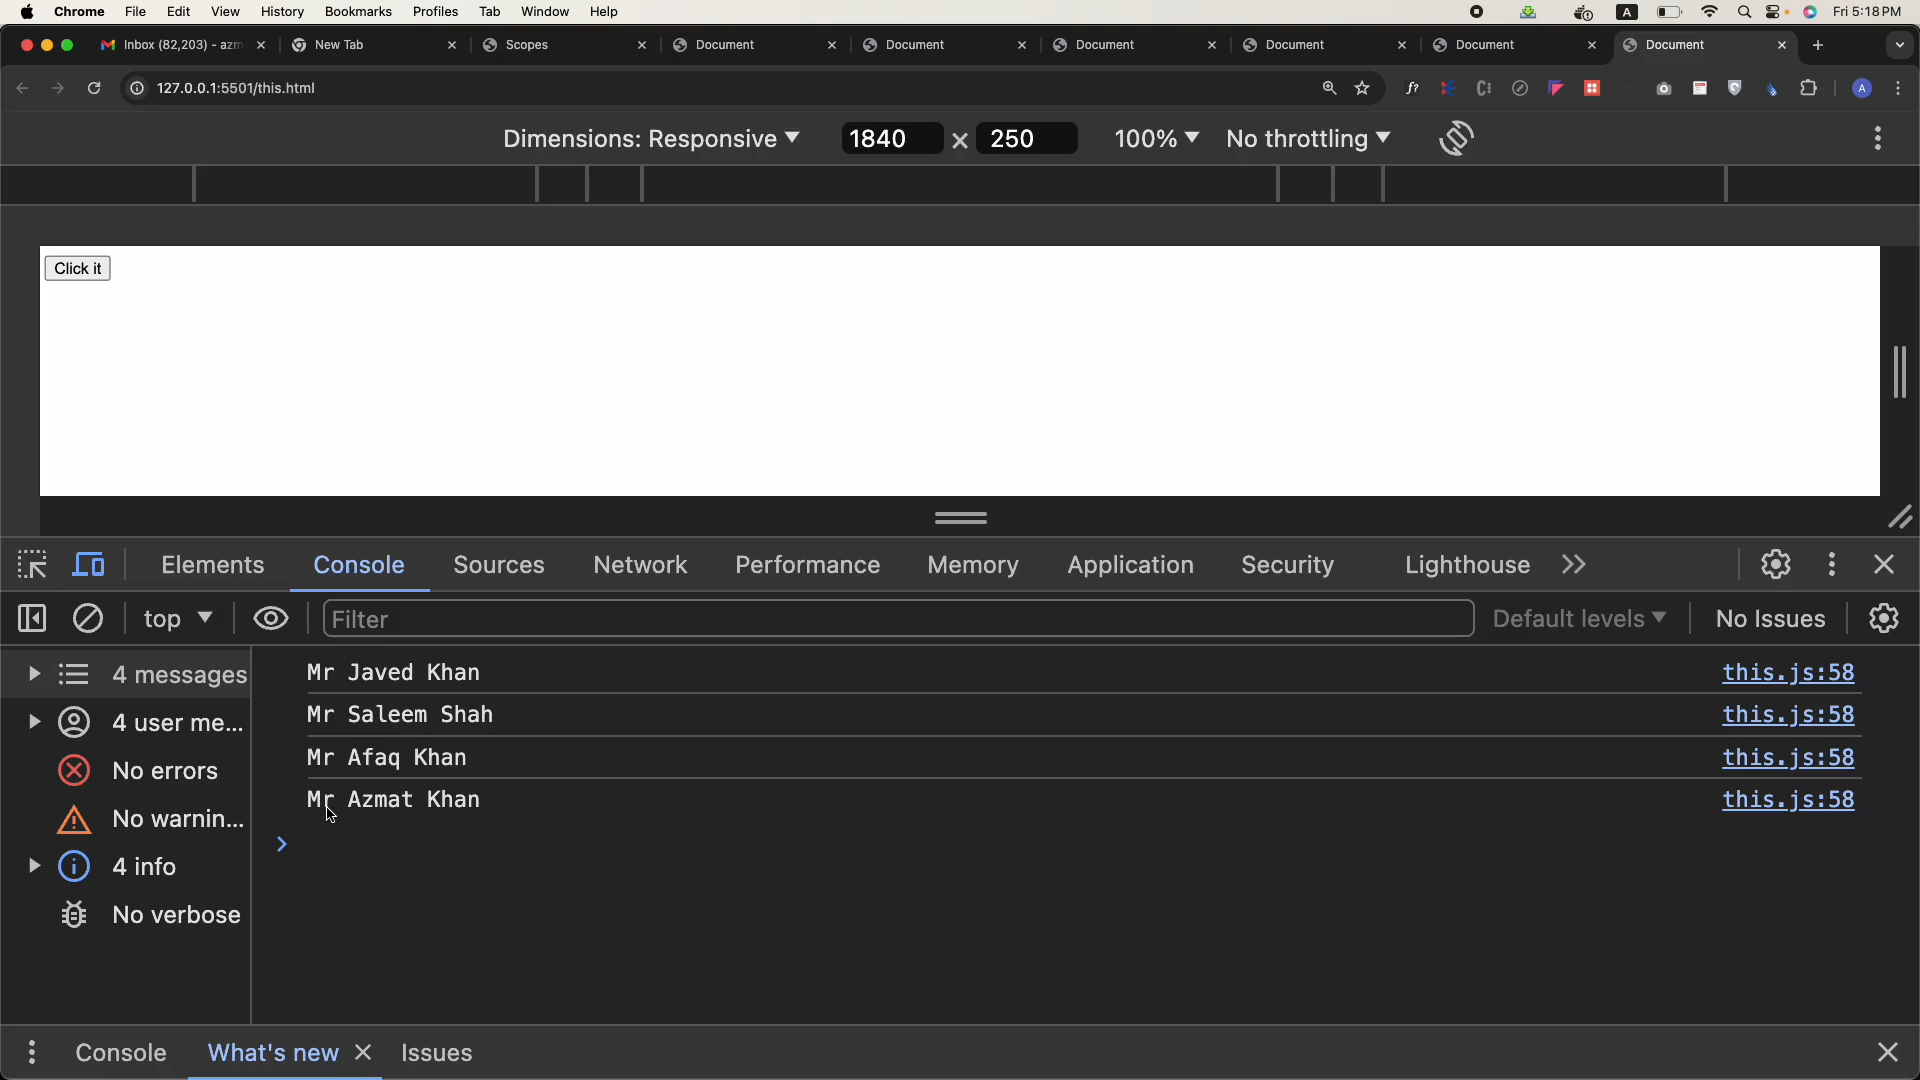 Chrome File Edit View History Bookmarks Profiles Tab Window Help A Fri 5:18 PM
Inbox (82,203) - azm New Tab Scopes Document Document Document Document Document Document
127.0.0.1:5501/this.html f? C A
Dimensions: Responsive 1840 × 250 100% No throttling
Click it
Elements Console Sources Network Performance Memory Application Security Lighthouse
top Filter Default levels No Issues
4 messages
4 user me...
No errors
No warnin...
4 info
No verbose
Mr Javed Khan this.js:58
Mr Saleem Shah this.js:58
Mr Afaq Khan this.js:58
Mr Azmat Khan this.js:58
Console What's new Issues